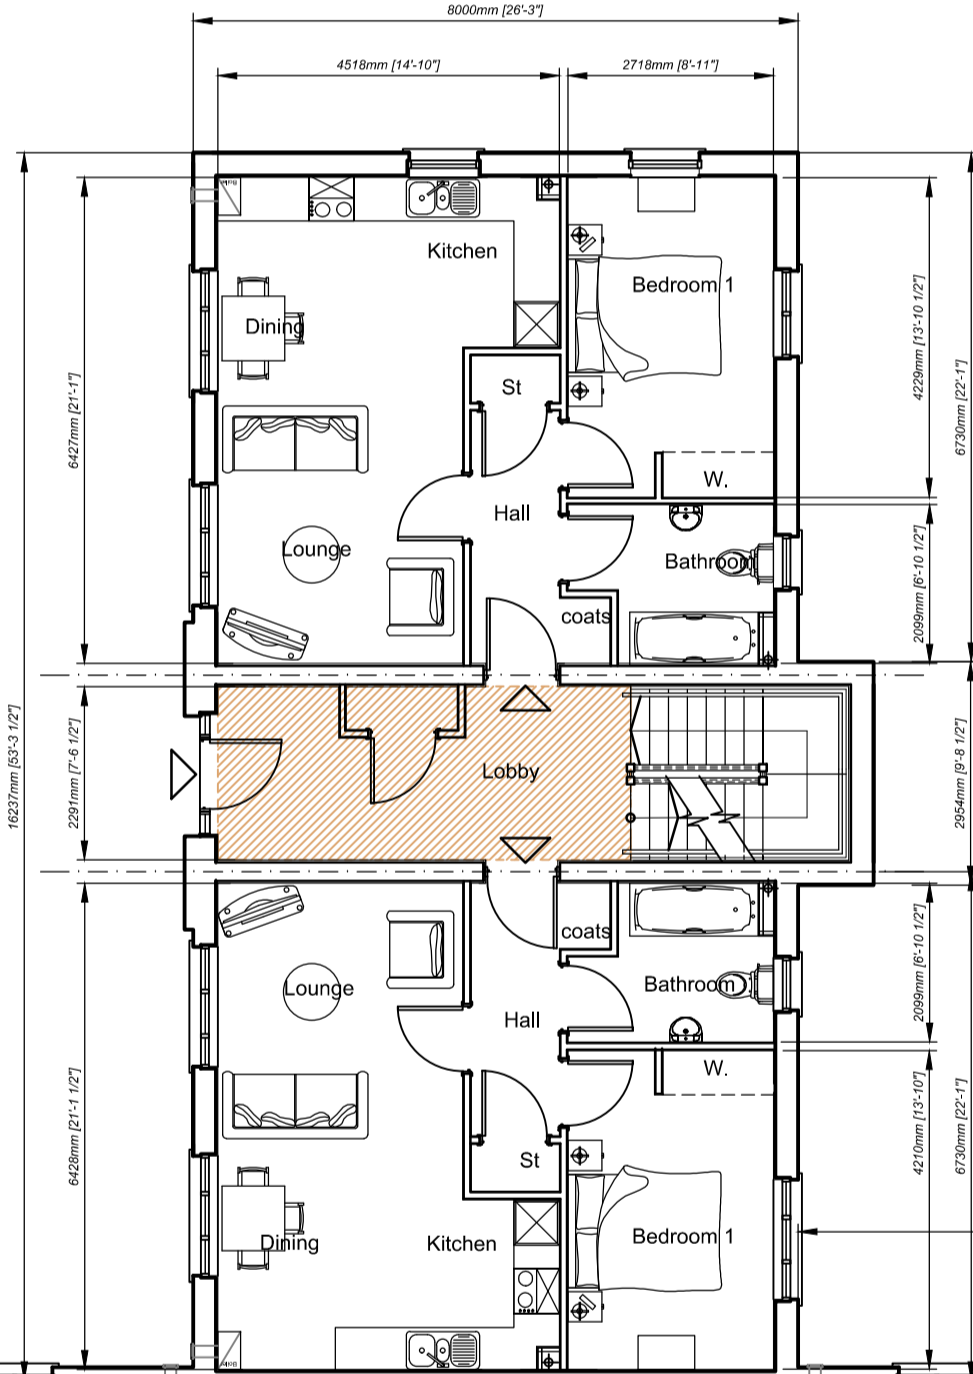 8000mm [26'-3"]
4518mm [14'-10"]
2718mm [8'-11"]
Kitchen
Bedroom 1
Dining
4229mm [13'-10 1/2"]
6730mm [22'-1"]
6427mm [21'-1"]
St
W.
Hall
Lounge
Bathroom
2099mm [6'-10 1/2"]
coats
16237mm [53'-3 1/2"]
2291mm [7'-6 1/2"]
Lobby
2954mm [9'-8 1/2"]
coats
2099mm [6'-10 1/2"]
Lounge
Bathroom
Hall
W.
6428mm [21'-1 1/2"]
4210mm [13'-10"]
6730mm [22'-1"]
St
Dining
Kitchen
Bedroom 1